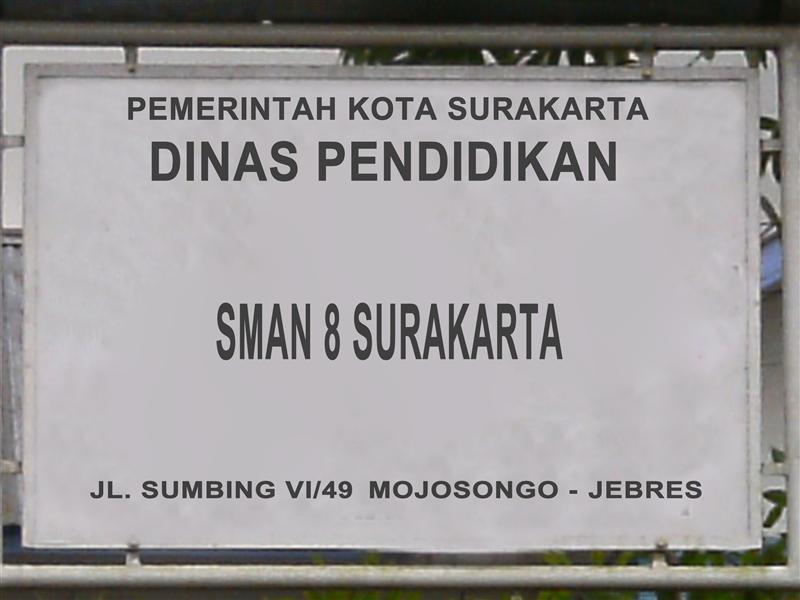 PEMERINTAH KOTA SURAKARTA
DINAS PENDIDIKAN
SMAN 8 SURAKARTA
JL. SUMBING VI/49 MOJOSONGO - JEBRES